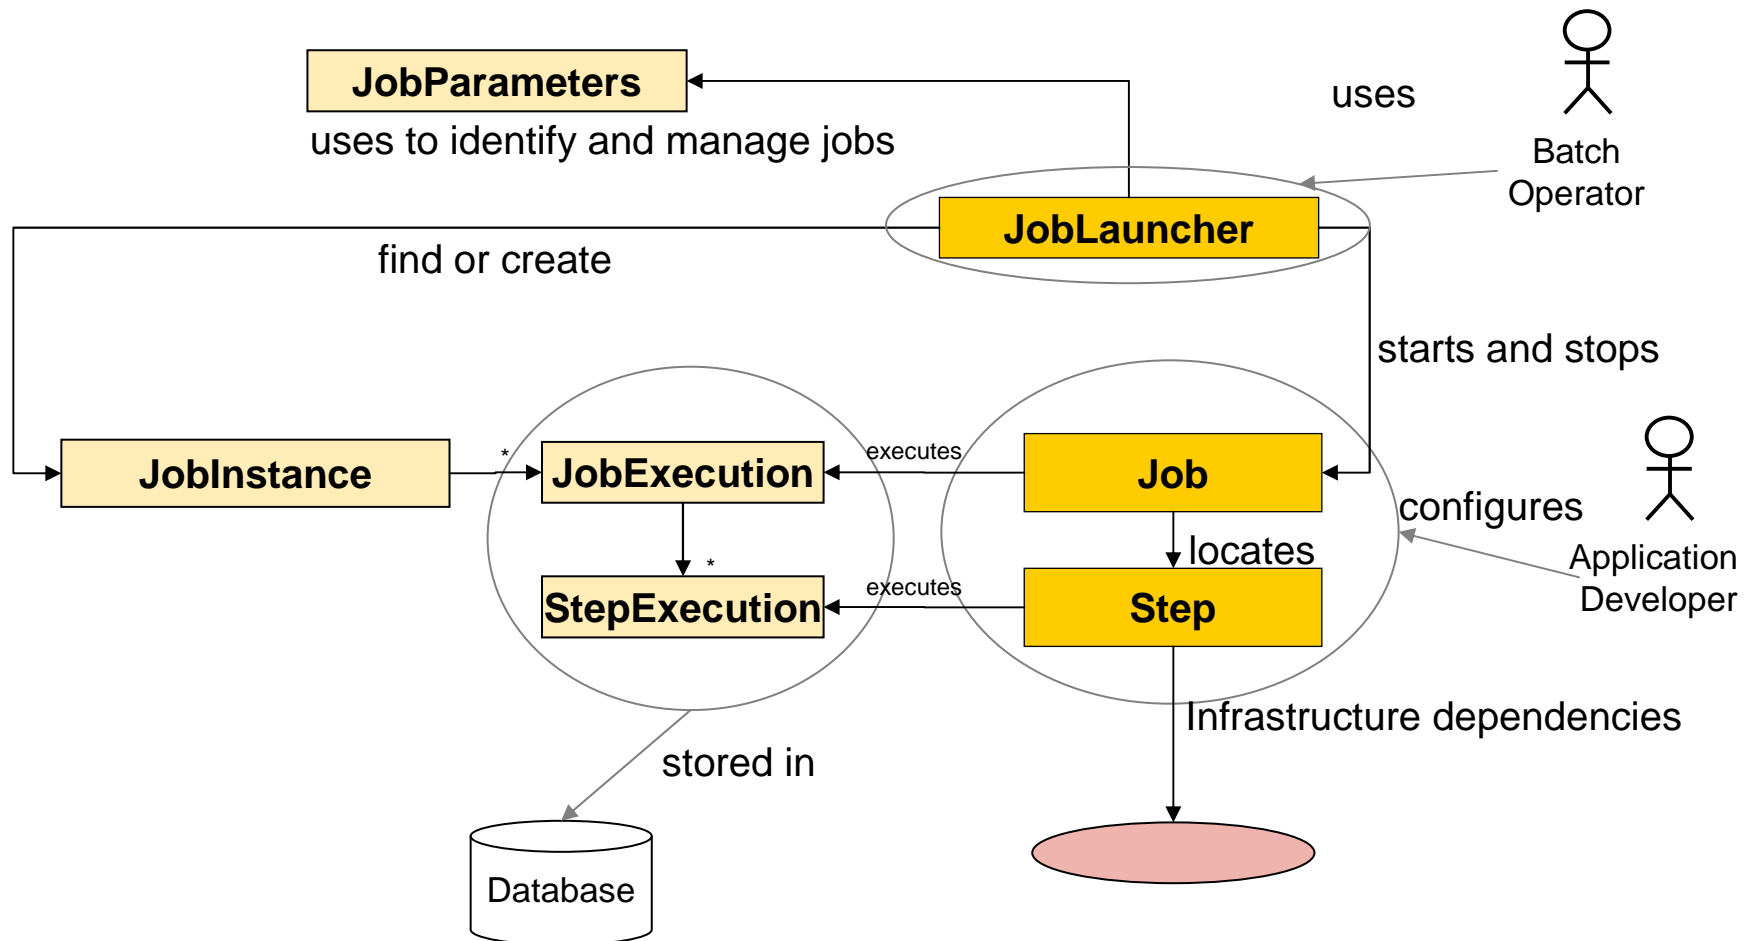 JobParameters
uses
uses to identify and manage jobs
Batch
Operator
JobLauncher
find or create
starts and stops
JobInstance
*
JobExecution
executes
Job
configures
locates
Application
Developer
*
StepExecution
executes
Step
Infrastructure dependencies
stored in
Database